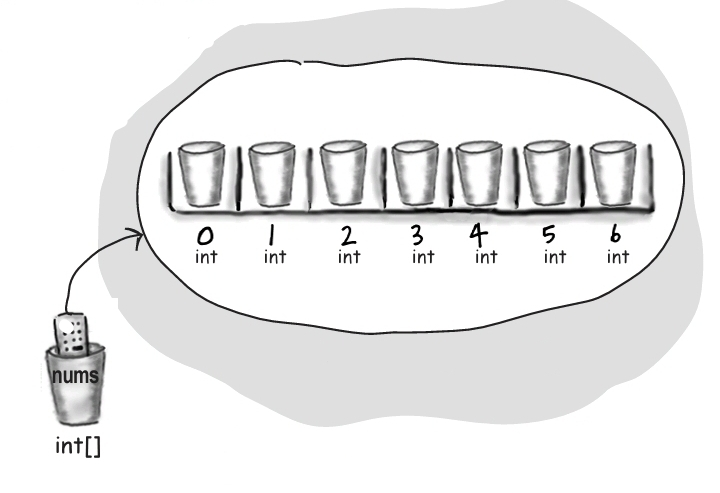 0 1 2 3 4 5 6
int int int int int int int
nums
int[]